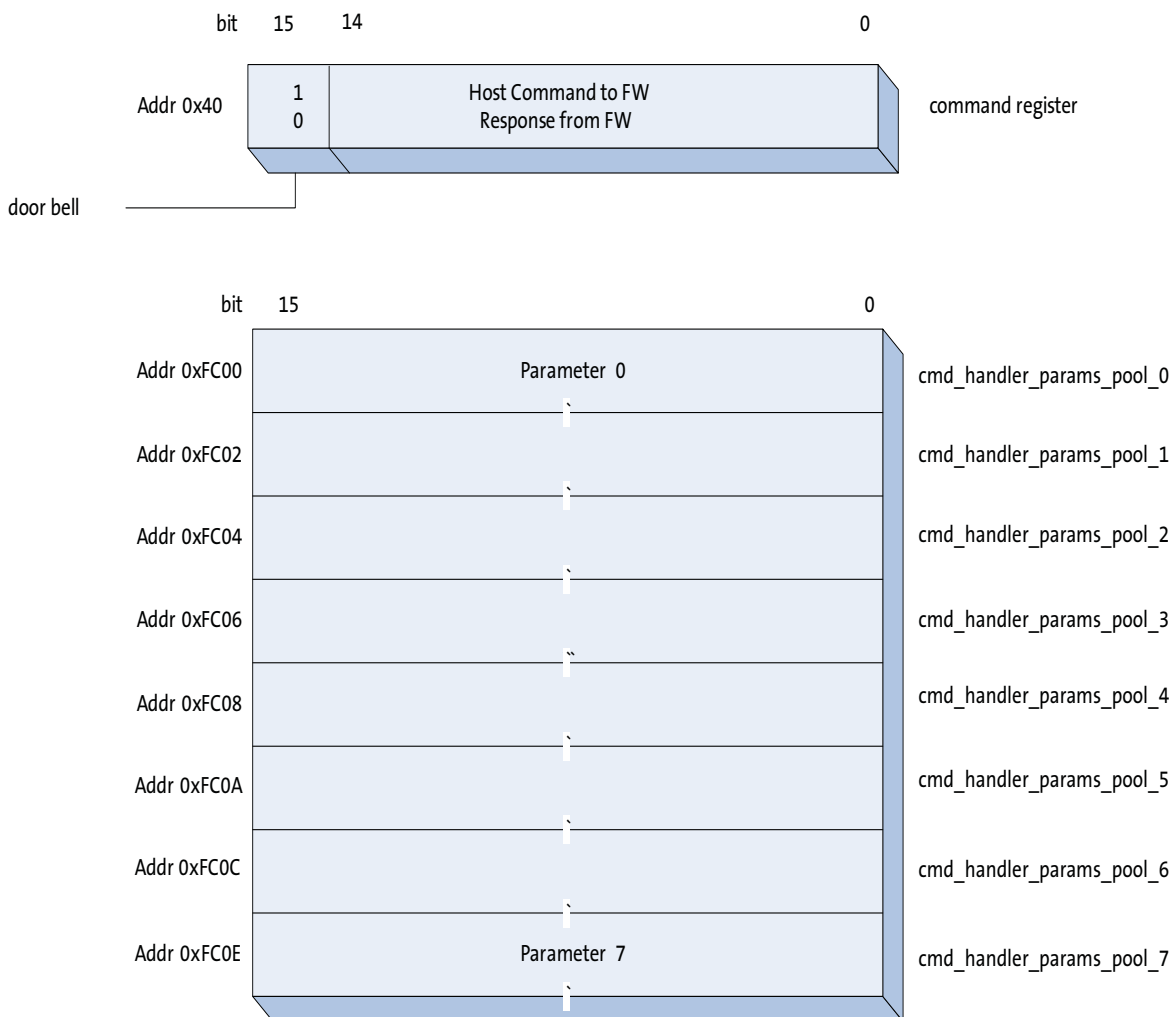 bit 15 14 0
Addr 0x40 1 Host Command to FW command register
0 Response from FW
door bell
bit 15 0
Addr 0xFC00 Parameter 0 cmd_handler_params_pool_0
Addr 0xFC02 cmd_handler_params_pool_1
Addr 0xFC04 cmd_handler_params_pool_2
Addr 0xFC06 cmd_handler_params_pool_3
Addr 0xFC08 cmd_handler_params_pool_4
Addr 0xFC0A cmd_handler_params_pool_5
Addr 0xFC0C cmd_handler_params_pool_6
Addr 0xFC0E Parameter 7 cmd_handler_params_pool_7